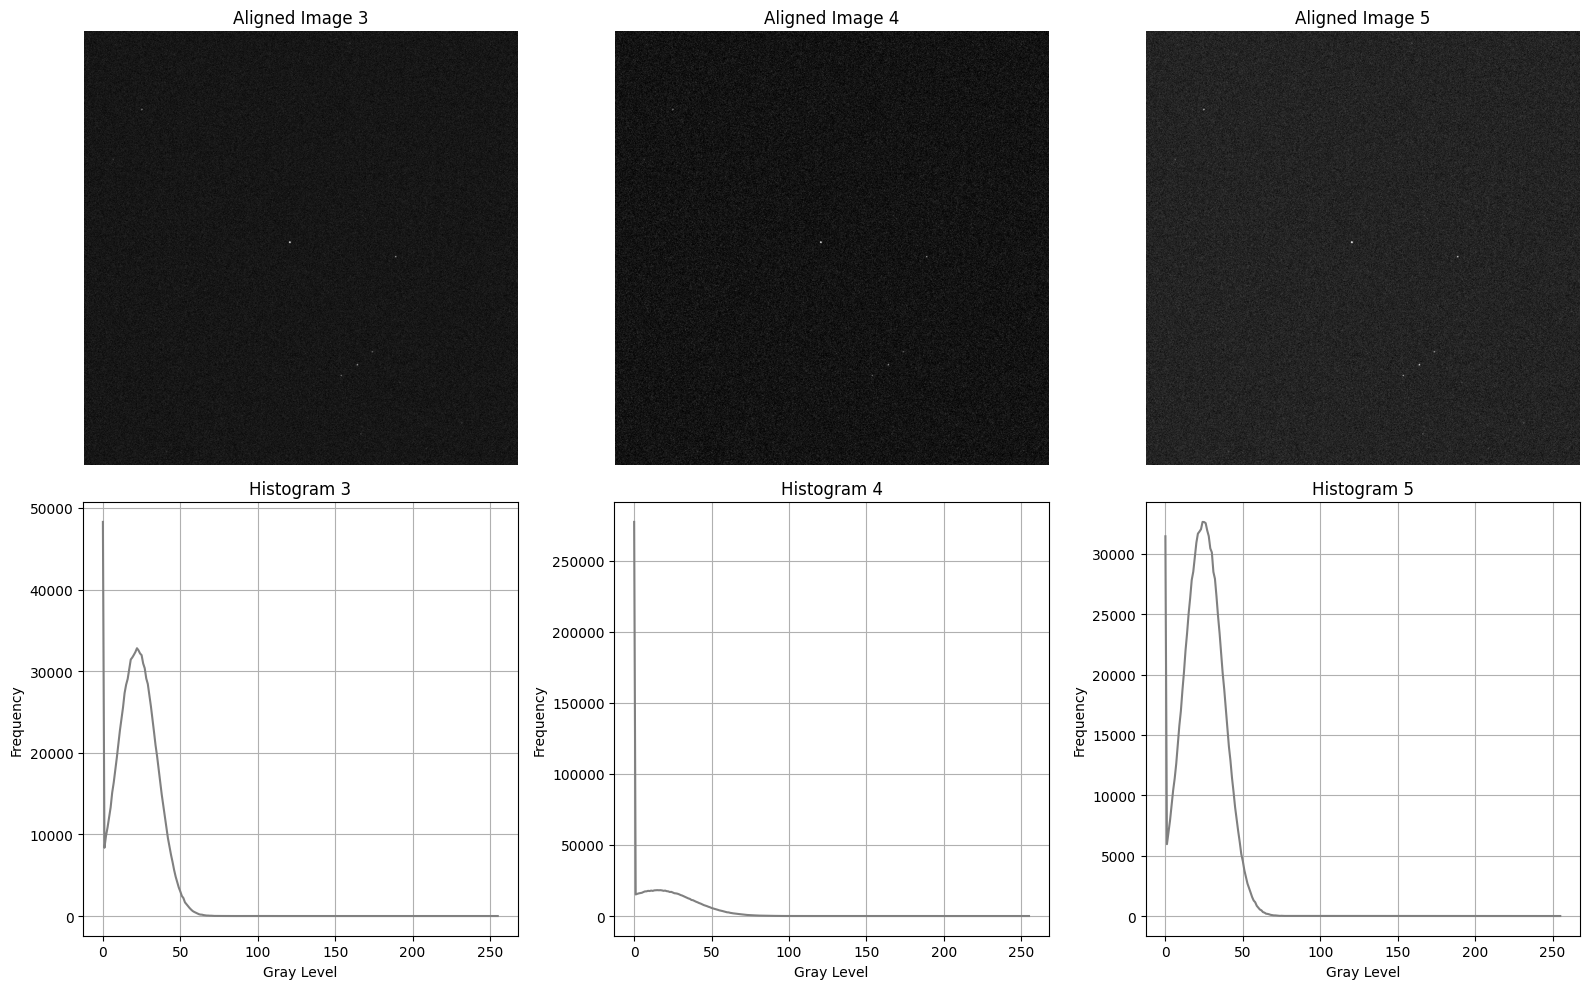 Aligned Image 3
Aligned Image 4
Aligned Image 5
Histogram 3
50000
40000
30000
20000
10000
0
Frequency
0 50 100 150 200 250
Gray Level
Histogram 4
250000
200000
150000
100000
50000
0
Frequency
0 50 100 150 200 250
Gray Level
Histogram 5
30000
25000
20000
15000
10000
5000
0
Frequency
0 50 100 150 200 250
Gray Level